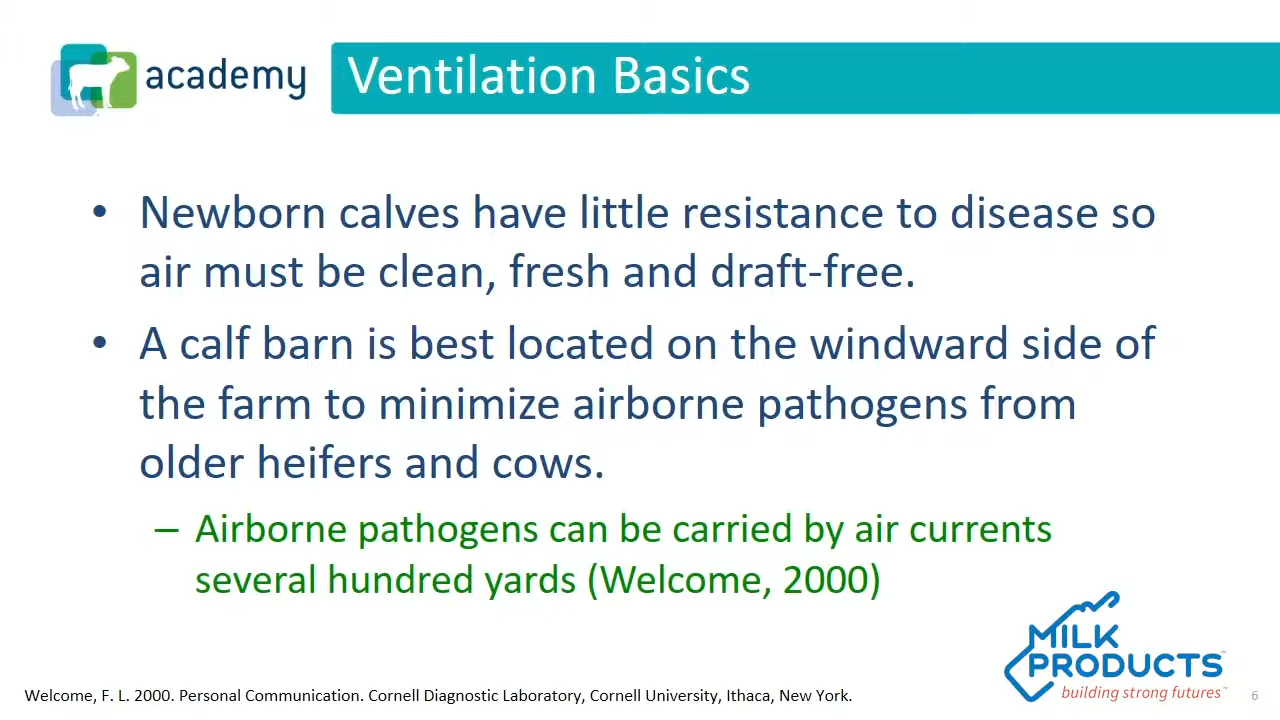 academy
Ventilation Basics
• Newborn calves have little resistance to disease so
air must be clean, fresh and draft-free.
• A calf barn is best located on the windward side of
the farm to minimize airborne pathogens from
older heifers and cows.
– Airborne pathogens can be carried by air currents
several hundred yards (Welcome, 2000)
MILK
PRODUCTS™
building strong futures™
Welcome, F. L. 2000. Personal Communication. Cornell Diagnostic Laboratory, Cornell University, Ithaca, New York.
6